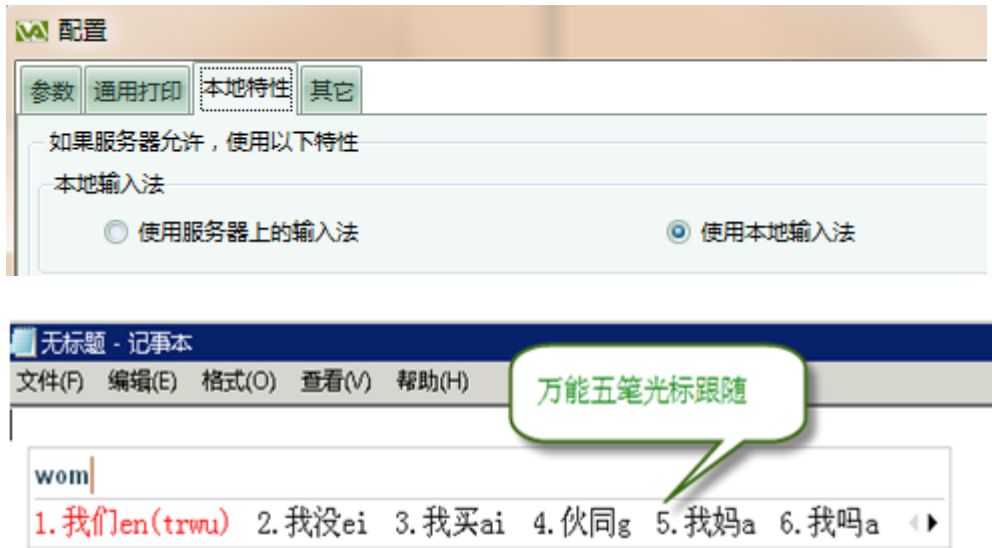 配置
参数 通用打印 本地特性 其它
如果服务器允许，使用以下特性
本地输入法
使用服务器上的输入法 使用本地输入法
无标题 - 记事本
文件(F) 编辑(E) 格式(O) 查看(V) 帮助(H)
万能五笔光标跟随
wom
1.我们en(trwu) 2.我没ei 3.我买ai 4.伙同g 5.我妈a 6.我吗a